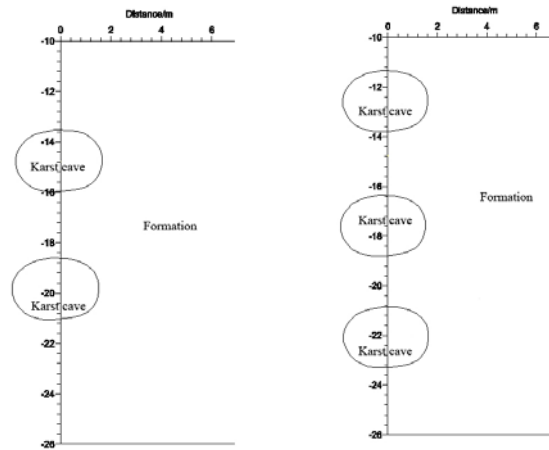 Distance/m
0 2 4 6
-10
-12
-14
Karst cave
-16
Formation
-18
-20
Karst cave
-22
-24
-26
Distance/m
0 2 4 6
-10
-12
Karst cave
-14
-16
Formation
Karst cave
-18
-20
-22
Karst cave
-24
-26